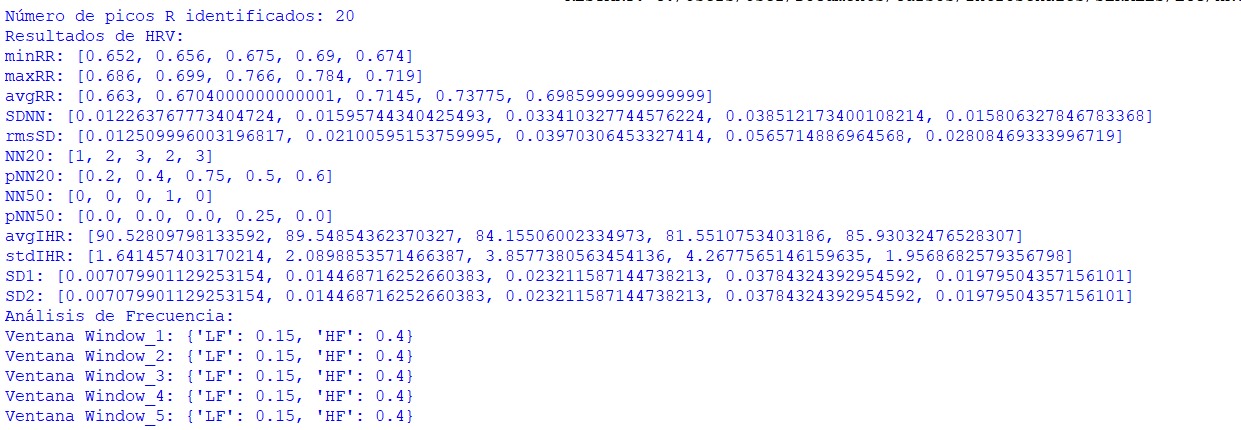 Número de picos R identificados: 20
Resultados de HRV:
minRR: [0.652, 0.656, 0.675, 0.69, 0.674]
maxRR: [0.686, 0.699, 0.766, 0.784, 0.719]
avgRR: [0.663, 0.6704000000000001, 0.7145, 0.73775, 0.6985999999999999]
SDNN: [0.012263767773404724, 0.01595744340425493, 0.033410327744576224, 0.038512173400108214, 0.015806327846783368]
rmsSD: [0.012509996003196817, 0.02100595153759995, 0.03970306453327414, 0.0565714886964568, 0.02808469333996719]
NN20: [1, 2, 3, 2, 3]
pNN20: [0.2, 0.4, 0.75, 0.5, 0.6]
NN50: [0, 0, 0, 1, 0]
pNN50: [0.0, 0.0, 0.0, 0.25, 0.0]
avgIHR: [90.52809798133592, 89.54854362370327, 84.15506002334973, 81.5510753403186, 85.93032476528307]
stdIHR: [1.641457403170214, 2.0898853571466387, 3.8577380563454136, 4.2677565146159635, 1.9568682579356798]
SD1: [0.007079901129253154, 0.014468716252660383, 0.023211587144738213, 0.03784324392954592, 0.01979504357156101]
SD2: [0.007079901129253154, 0.014468716252660383, 0.023211587144738213, 0.03784324392954592, 0.01979504357156101]
Análisis de Frecuencia:
Ventana Window_1: {'LF': 0.15, 'HF': 0.4}
Ventana Window_2: {'LF': 0.15, 'HF': 0.4}
Ventana Window_3: {'LF': 0.15, 'HF': 0.4}
Ventana Window_4: {'LF': 0.15, 'HF': 0.4}
Ventana Window_5: {'LF': 0.15, 'HF': 0.4}